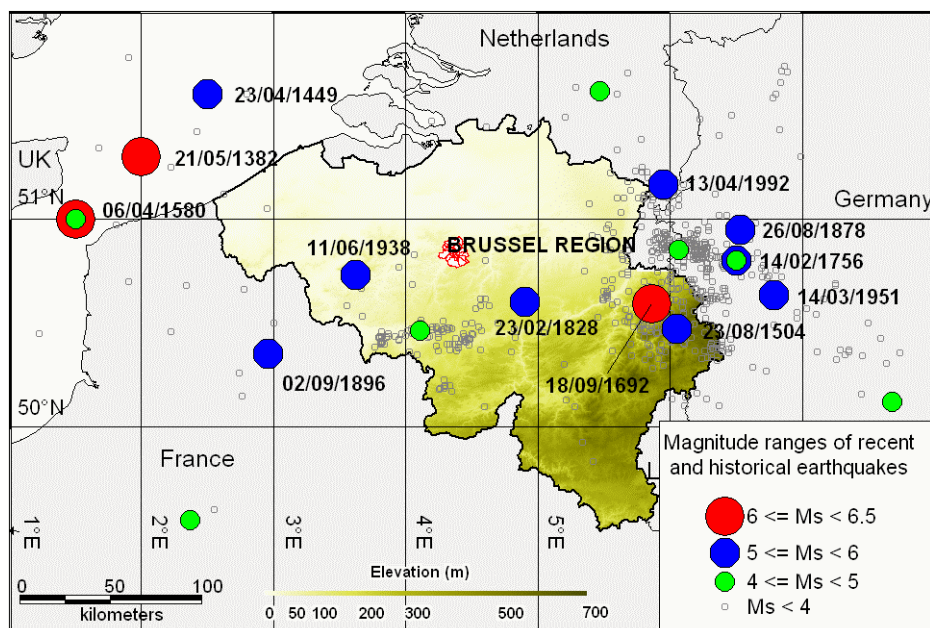 Netherlands
23/04/1449
UK
21/05/1382
51°N
06/04/1580
13/04/1992
Germany
26/08/1878
11/06/1938
BRUSSEL REGION
14/02/1756
14/03/1951
23/02/1828
23/08/1504
02/09/1896
18/09/1692
50°N
France
L
1°E
2°E
3°E
4°E
5°E
Magnitude ranges of recent
and historical earthquakes
6 <= Ms < 6.5
5 <= Ms < 6
4 <= Ms < 5
Ms < 4
0 50 100
kilometers
Elevation (m)
0 50 100 200 300 500 700